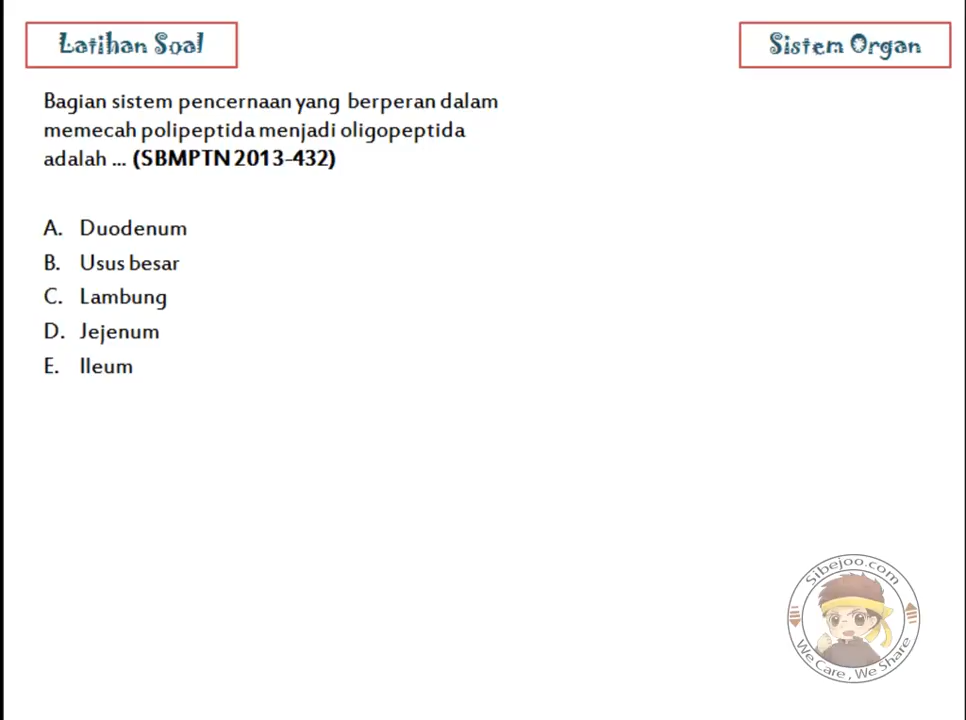 Latihan Soal
Sistem Organ
Bagian sistem pencernaan yang berperan dalam
memecah polipeptida menjadi oligopeptida
adalah ... (SBMPTN 2013-432)
A. Duodenum
B. Usus besar
C. Lambung
D. Jejenum
E. Ileum
Sibejoo.com
We Care, We Share